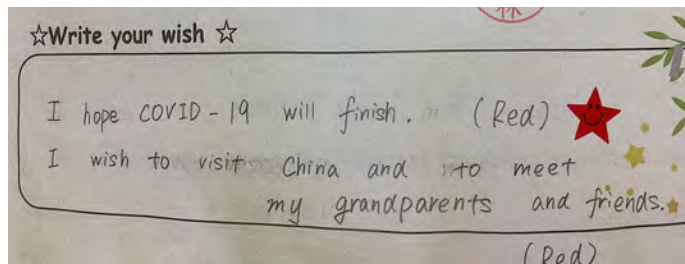 ☆Write your wish ☆
I hope COVID-19 will finish. (Red)
I wish to visit China and to meet
my grandparents and friends.
(Red)